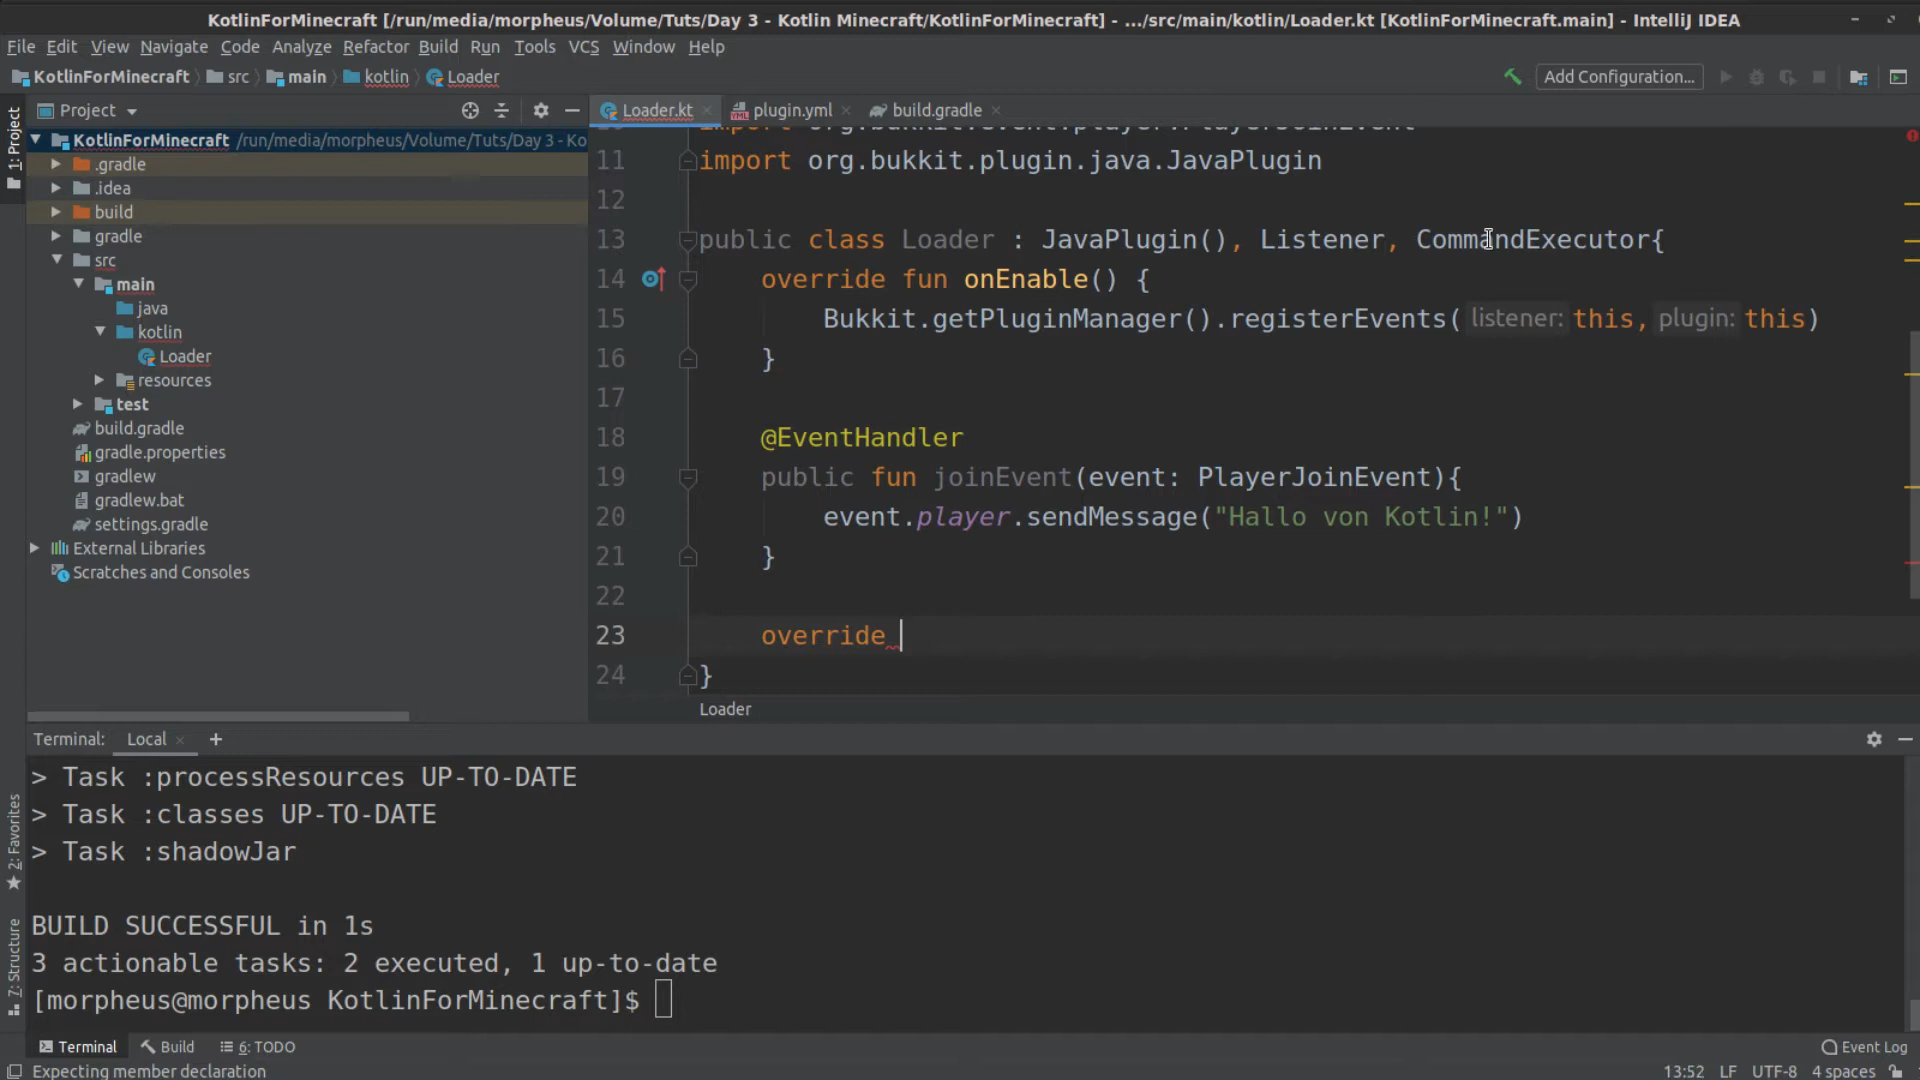 KotlinForMinecraft [/run/media/morpheus/Volume/Tuts/Day 3 - Kotlin Minecraft/KotlinForMinecraft] - .../src/main/kotlin/Loader.kt [KotlinForMinecraft.main] - IntelliJ IDEA
File Edit View Navigate Code Analyze Refactor Build Run Tools VCS Window Help
KotlinForMinecraft src main kotlin Loader
Add Configuration...
1: Project
Project
KotlinForMinecraft /run/media/morpheus/Volume/Tuts/Day 3 - Ko
.gradle
.idea
build
gradle
src
main
java
kotlin
Loader
resources
test
build.gradle
gradle.properties
gradlew
gradlew.bat
settings.gradle
External Libraries
Scratches and Consoles
Loader.kt plugin.yml build.gradle
10 import org.bukkit.event.player.PlayerJoinEvent
11 import org.bukkit.plugin.java.JavaPlugin
12
13 public class Loader : JavaPlugin(), Listener, CommandExecutor{
14 override fun onEnable() {
15 Bukkit.getPluginManager().registerEvents( listener: this, plugin: this)
16 }
17
18 @EventHandler
19 public fun joinEvent(event: PlayerJoinEvent){
20 event.player.sendMessage("Hallo von Kotlin!")
21 }
22
23 override
24 }
Loader
Terminal: Local +
> Task :processResources UP-TO-DATE
> Task :classes UP-TO-DATE
> Task :shadowJar
BUILD SUCCESSFUL in 1s
3 actionable tasks: 2 executed, 1 up-to-date
[morpheus@morpheus KotlinForMinecraft]$
2: Favorites
7: Structure
Terminal Build 6: TODO
Event Log
Expecting member declaration
13:52 LF UTF-8 4 spaces